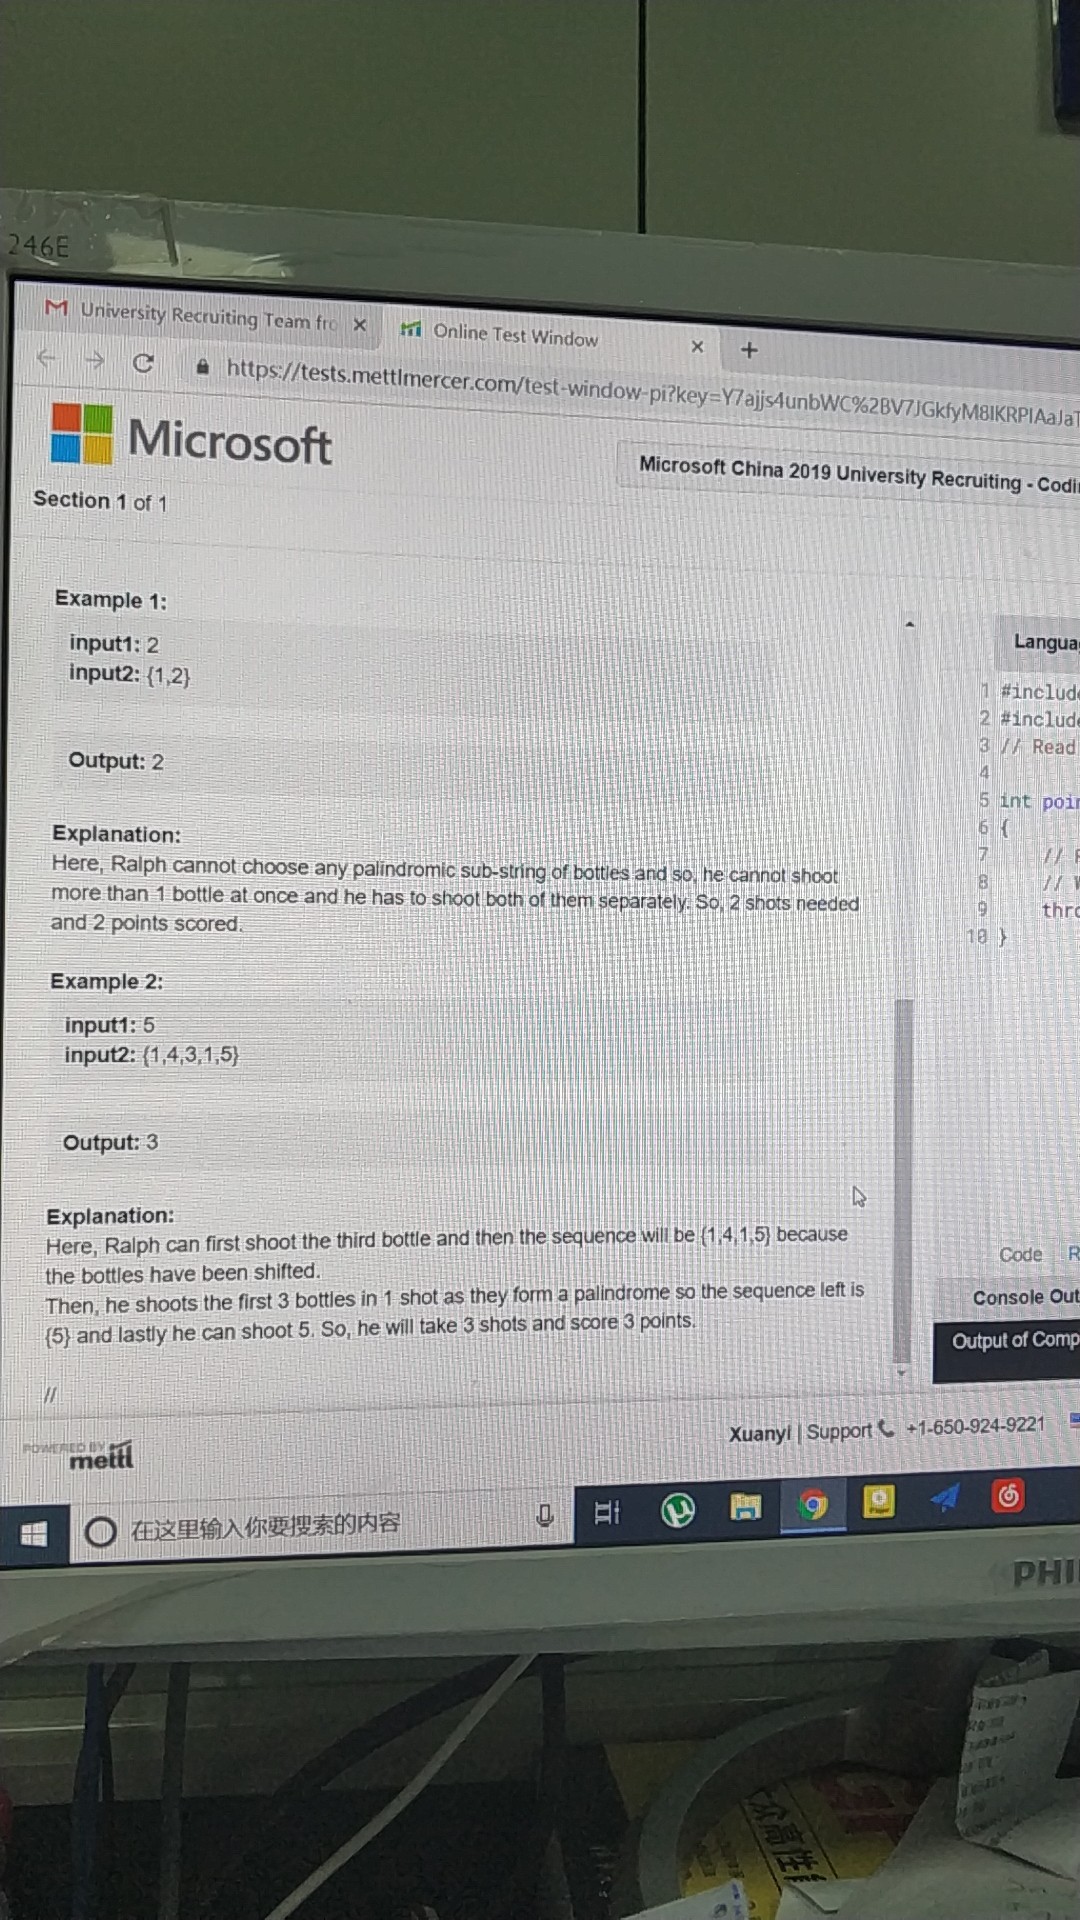 246E
University Recruiting Team fro
Online Test Window
https://tests.mettlmercer.com/test-window-pi?key=Y7ajjs4unbWC%2BV7JGkfyM8IKRPIAaJaT
Microsoft
Microsoft China 2019 University Recruiting - Codi
Section 1 of 1
Example 1:
input1: 2
input2: {1,2}
Output: 2
Explanation:
Here, Ralph cannot choose any palindromic sub-string of bottles and so, he cannot shoot
more than 1 bottle at once and he has to shoot both of them separately. So, 2 shots needed
and 2 points scored.
Example 2:
input1: 5
input2: {1,4,3,1,5}
Output: 3
Explanation:
Here, Ralph can first shoot the third bottle and then the sequence will be {1,4,1,5} because
the bottles have been shifted.
Then, he shoots the first 3 bottles in 1 shot as they form a palindrome so the sequence left is
{5} and lastly he can shoot 5. So, he will take 3 shots and score 3 points.
//
Langua
1 #include
2 #include
3 // Read
4
5 int poin
6 {
7 //
8 //
9 thro
10 }
Code R
Console Out
Output of Comp
Xuanyi | Support +1-650-924-9221
POWERED BY
mettl
在这里输入你要搜索的内容
PHI
众高性